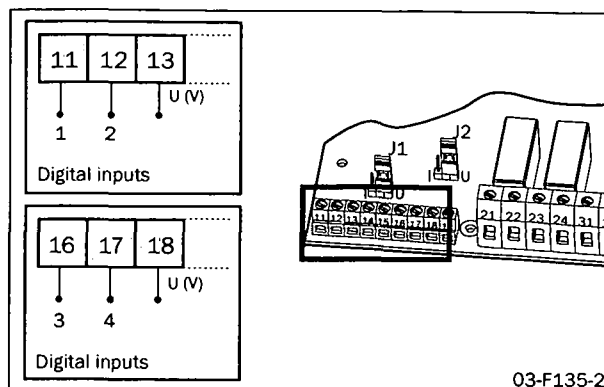 11 12 13
U (V)
1 2
Digital inputs
16 17 18
U (V)
3 4
Digital inputs
J1
J2
I U
I U
11 12 13 14 15 16 17 18
21 22 23 24 31
03-F135-2